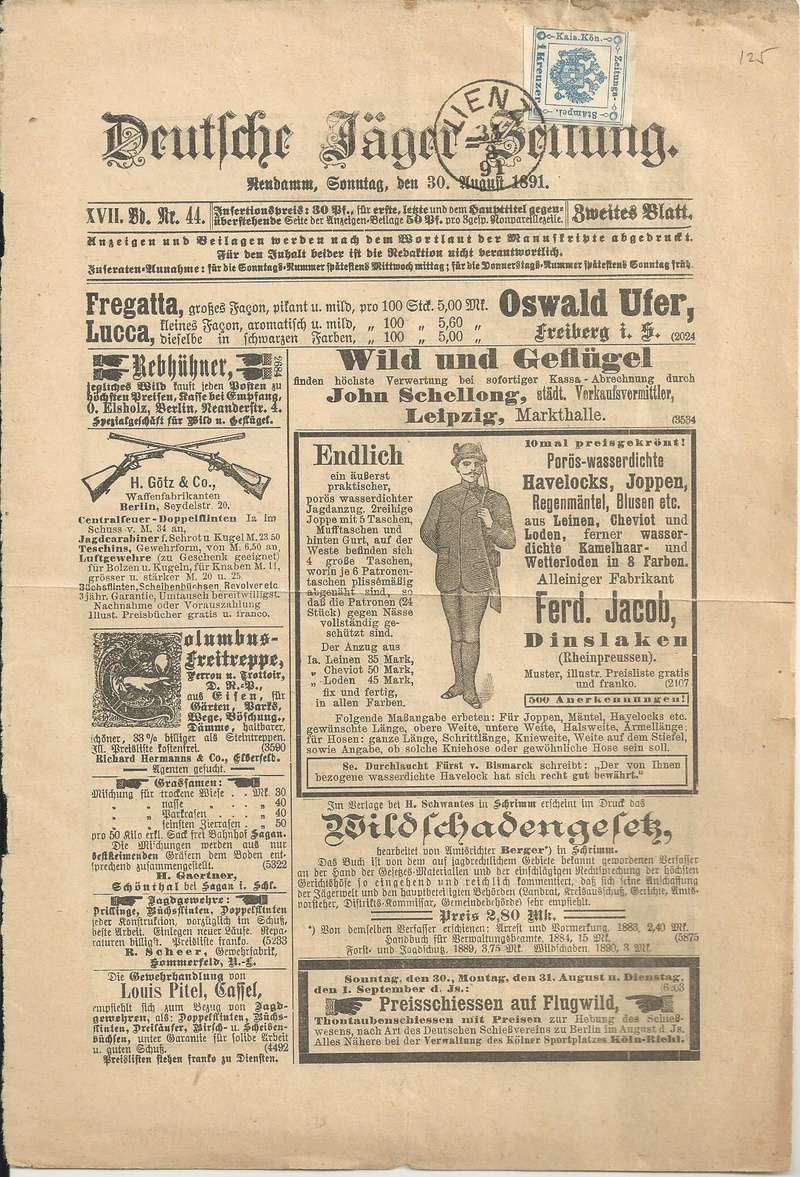 125
Kais. Kön.
Zeitungs-
Stämpel.
1 Kreuzer
LIENZ
31
8
91
Deutsche Jäger-Zeitung.
Neudamm, Sonntag, den 30. August 1891.
XVII. Bd. Nr. 44.
Insertionspreis: 30 Pf., für erste, letzte und dem Haupttitel gegen-
überstehende Seite der Anzeigen-Beilage 50 Pf. pro 3gesp. Nonpareillezeile.
Zweites Blatt.
Anzeigen und Beilagen werden nach dem Wortlaut der Manuskripte abgedruckt.
Für den Inhalt beider ist die Redaktion nicht verantwortlich.
Inseraten-Annahme: für die Sonntags-Nummer spätestens Mittwoch mittag; für die Donnerstags-Nummer spätestens Sonntag früh.
Fregatta, großes Façon, pikant u. mild, pro 100 Stck. 5,00 Mk.
Lucca, kleines Façon, aromatisch u. mild, „ 100 „ 5,60 „
dieselbe in schwarzen Farben, „ 100 „ 5,00 „
Oswald Ufer,
Freiberg i. S. (2024
Rebhühner, 2684
jegliches Wild kauft jeden Posten zu
höchsten Preisen, Kasse bei Empfang,
O. Elsholz, Berlin, Neanderstr. 4.
Spezialgeschäft für Wild u. Geflügel.
H. Götz & Co.,
Waffenfabrikanten
Berlin, Seydelstr. 20.
Centralfeuer-Doppelflinten Ia im
Schuss v. M. 34 an,
Jagdcarabiner f. Schrot u Kugel M. 23 50
Teschins, Gewehrform, von M. 6,50 an,
Luftgewehre (zu Geschenk geeignet)
für Bolzen u. Kugeln, für Knaben M. 11,
grösser u. stärker M. 20 u. 25
Büchsflinten, Scheibenbüchsen Revolver etc.
3jähr. Garantie, Umtausch bereitwilligst.
Nachnahme oder Vorauszahlung
Illust. Preisbücher gratis u. franco.
Columbus-
Freitreppe,
Perron u. Trottoir,
D. R.-P.,
aus Eisen, für
Gärten, Parks,
Wege, Böschung.,
Dämme, haltbarer,
schöner, 33% billiger als Steintreppen.
Ill. Preisliste kostenfrei. (3590
Richard Hermanns & Co., Elberfeld.
Agenten gesucht.
Grassamen:
Mischung für trockene Wiese . . Mk. 30
„ „ nasse „ . . „ 40
„ „ Parkrasen . . „ 40
„ „ feinsten Zierrasen . „ 50
pro 50 Kilo erkl. Sack frei Bahnhof Sagan.
Die Mischungen werden aus nur
bestkeimenden Gräsern dem Boden ent-
sprechend zusammengestellt. (5322
H. Gaertner,
Schönthal bei Sagan i. Schl.
Jagdgewehre:
Drillinge, Büchsflinten, Doppelflinten
jeder Konstruktion, vorzüglich im Schuß,
beste Arbeit. Einlegen neuer Läufe. Repa-
raturen billigst. Preisliste franko. (5233
R. Scheer, Gewehrfabrik,
Sommerfeld, N.-L.
Die Gewehrhandlung von
Louis Pitel, Cassel,
empfiehlt sich zum Bezug von Jagd-
gewehren, als: Doppelflinten, Büchs-
flinten, Dreiläufer, Pirsch- u. Scheiben-
büchsen, unter Garantie für solide Arbeit
u. guten Schuß. (4492
Preislisten stehen franko zu Diensten.
Wild und Geflügel
finden höchste Verwertung bei sofortiger Kassa-Abrechnung durch
John Schellong, städt. Verkaufsvermittler,
Leipzig, Markthalle. (3534
Endlich
ein äußerst
praktischer,
porös wasserdichter
Jagdanzug. 2reihige
Joppe mit 5 Taschen,
Mufftaschen und
hinten Gurt, auf der
Weste befinden sich
4 große Taschen,
worin je 6 Patronen-
taschen plissémäßig
abgenäht sind, so
daß die Patronen (24
Stück) gegen Nässe
vollständig ge-
schützt sind.
Der Anzug aus
Ia. Leinen 35 Mark,
„ Cheviot 50 Mark,
„ Loden 45 Mark,
fix und fertig,
in allen Farben.
10mal preisgekrönt!
Porös-wasserdichte
Havelocks, Joppen,
Regenmäntel, Blusen etc.
aus Leinen, Cheviot und
Loden, ferner wasser-
dichte Kamelhaar- und
Wetterloden in 8 Farben.
Alleiniger Fabrikant
Ferd. Jacob,
Dinslaken
(Rheinpreussen).
Muster, illustr. Preisliste gratis
und franko. (2107
500 Anerkennungen!
Folgende Maßangabe erbeten: Für Joppen, Mäntel, Havelocks etc.
gewünschte Länge, obere Weite, untere Weite, Halsweite, Armellänge,
für Hosen: ganze Länge, Schrittlänge, Knieweite, Weite auf dem Stiefel,
sowie Angabe, ob solche Kniehose oder gewöhnliche Hose sein soll.
Se. Durchlaucht Fürst v. Bismarck schreibt: „Der von Ihnen
bezogene wasserdichte Havelock hat sich recht gut bewährt.“
Im Verlage bei H. Schwantes in Schrimm erscheint im Druck das
Wildschadengesetz,
bearbeitet von Amtsrichter Berger*) in Schrimm.
Das Buch ist von dem auf jagdrechtlichem Gebiete bekannt gewordenen Verfasser
an der Hand der Gesetzes-Materialien und der einschlägigen Rechtsprechung der höchsten
Gerichtshöfe so eingehend und reichlich kommentiert, daß sich seine Anschaffung
der Jägerwelt und den hauptbeteiligten Behörden (Landrat, Kreisausschuß, Gerichte, Amts-
vorsteher, Distrikts-Kommissar, Gemeindebehörde) sehr empfiehlt.
Preis 2,80 Mk.
*) Von demselben Verfasser erschienen: Arrest und Vormerkung. 1883, 2,40 Mk.
Handbuch für Verwaltungsbeamte. 1884, 15 Mk. (5875
Forst- und Jagdschutz. 1889, 3,75 Mk. Wildschaden. 1890, 3 Mk.
Sonntag, den 30., Montag, den 31. August u. Dienstag,
den 1. September d. Js.:
Preisschiessen auf Flugwild,
Thontaubenschiessen mit Preisen zur Hebung des Schieß-
wesens, nach Art des Deutschen Schießvereins zu Berlin im August d. Js.
Alles Nähere bei der Verwaltung des Kölner Sportplatzes Köln-Riehl.